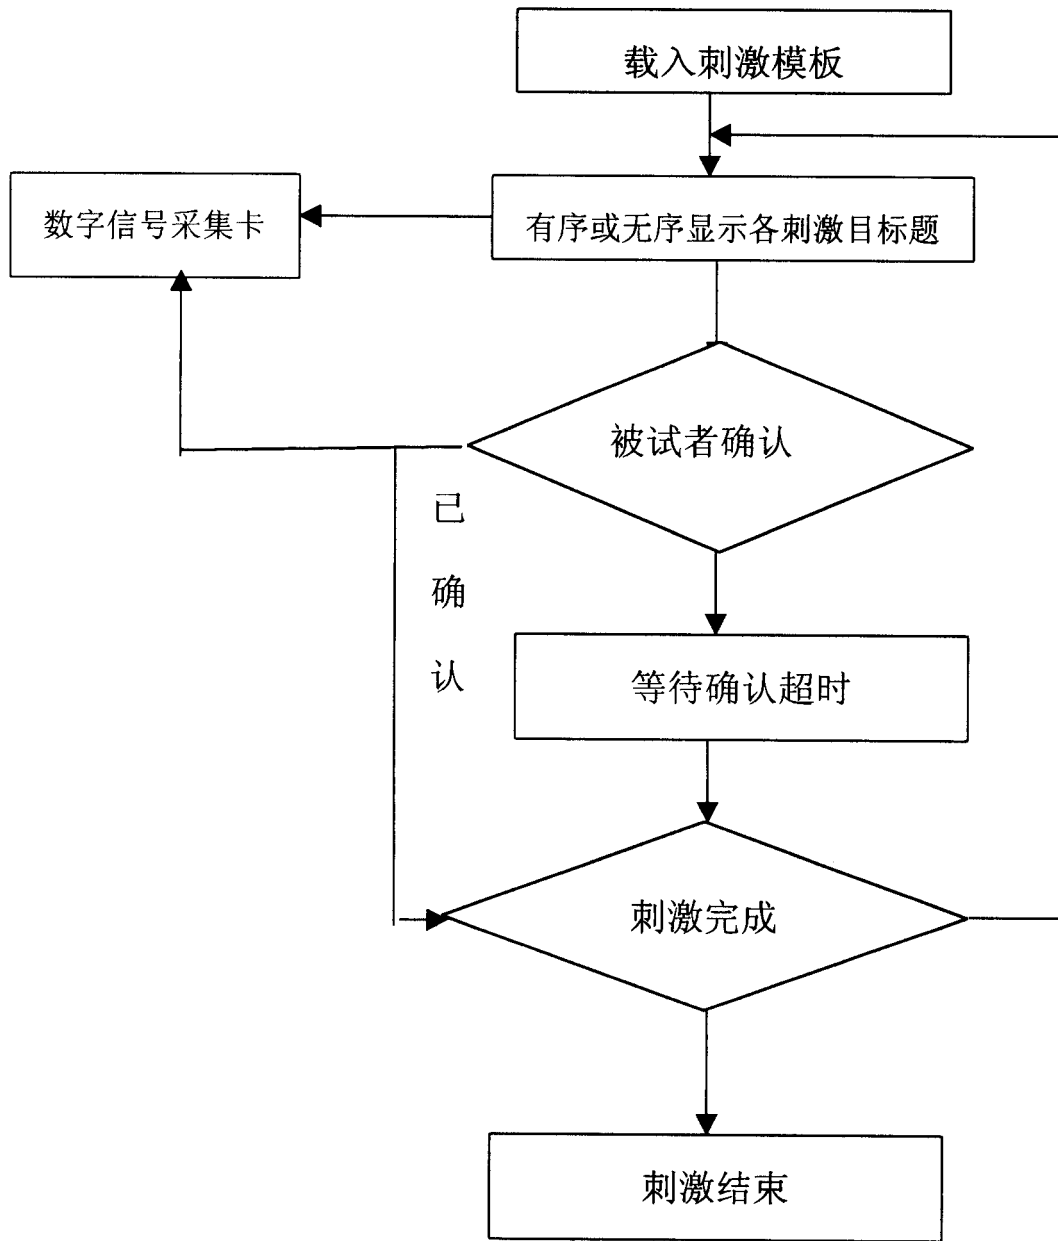 载入刺激模板
数字信号采集卡
有序或无序显示各刺激目标题
被试者确认
已
确
认
等待确认超时
刺激完成
刺激结束